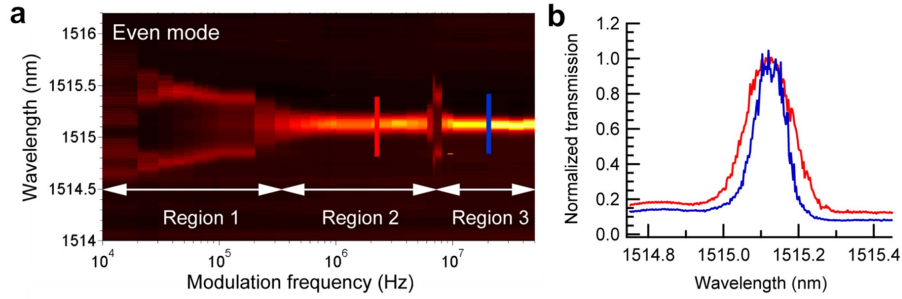 a
Even mode
1516
1515.5
1515
1514.5
1514
Wavelength (nm)
Region 1
Region 2
Region 3
10^4
10^5
10^6
10^7
Modulation frequency (Hz)
b
1.2
1.0
0.8
0.6
0.4
0.2
0.0
Normalized transmission
1514.8
1515.0
1515.2
1515.4
Wavelength (nm)